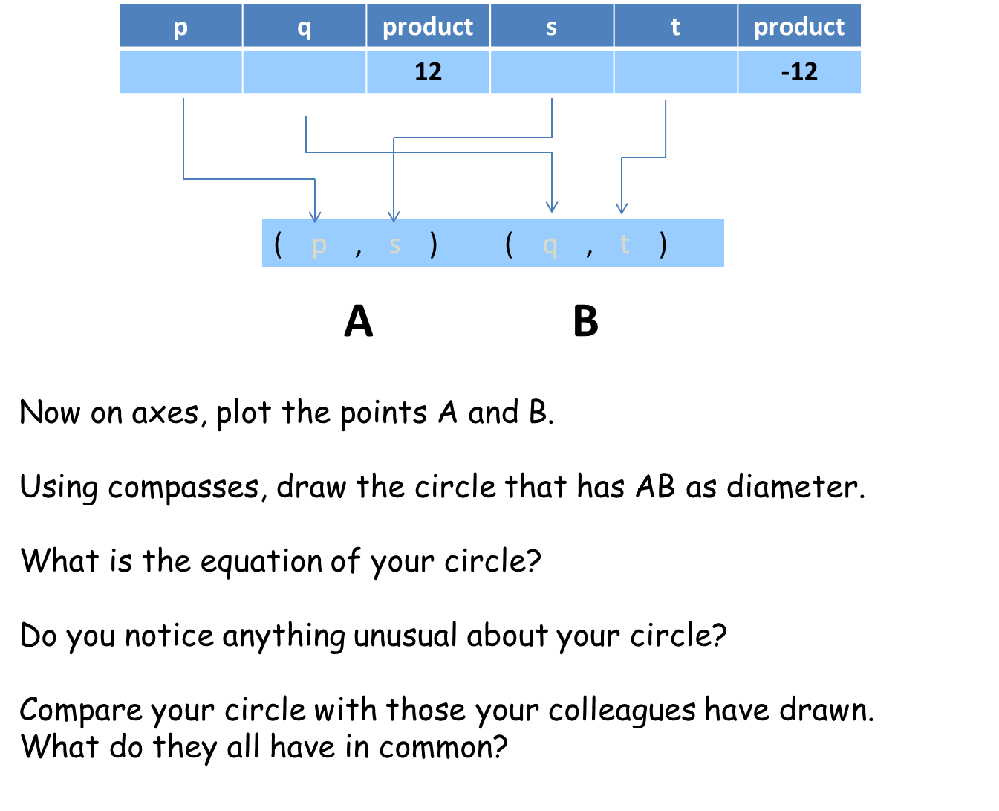 p q product s t product
12 -12
( p , s ) ( q , t )
A B
Now on axes, plot the points A and B.
Using compasses, draw the circle that has AB as diameter.
What is the equation of your circle?
Do you notice anything unusual about your circle?
Compare your circle with those your colleagues have drawn.
What do they all have in common?